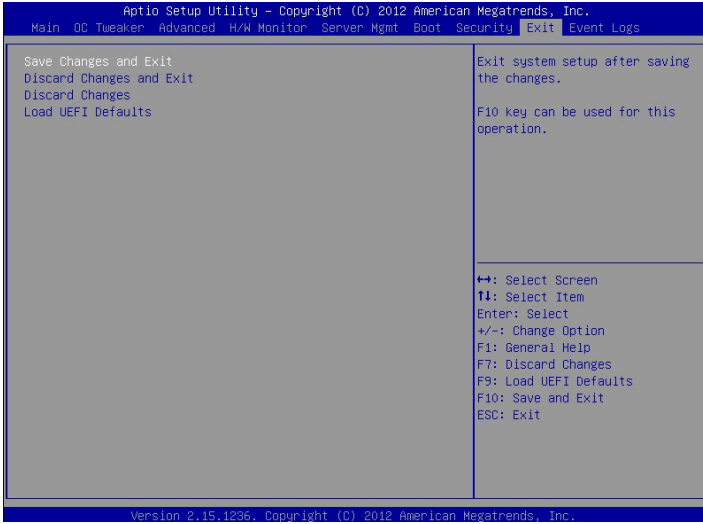 Aptio Setup Utility - Copyright (C) 2012 American Megatrends, Inc.
Main OC Tweaker Advanced H/W Monitor Server Mgmt Boot Security Exit Event Logs
Save Changes and Exit
Discard Changes and Exit
Discard Changes
Load UEFI Defaults
Exit system setup after saving
the changes.
F10 key can be used for this
operation.
↔: Select Screen
↑↓: Select Item
Enter: Select
+/-: Change Option
F1: General Help
F7: Discard Changes
F9: Load UEFI Defaults
F10: Save and Exit
ESC: Exit
Version 2.15.1236. Copyright (C) 2012 American Megatrends, Inc.